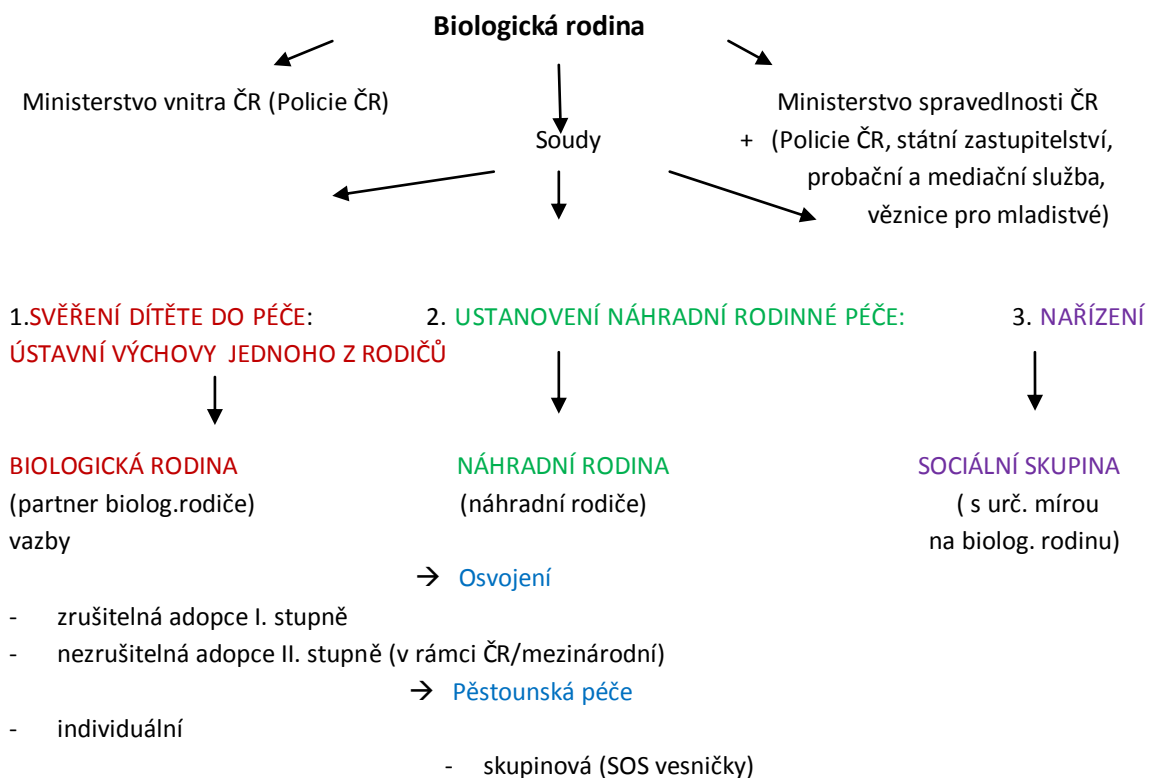 Biologická rodina
Ministerstvo vnitra ČR (Policie ČR) Ministerstvo spravedlnosti ČR
Soudy + (Policie ČR, státní zastupitelství,
probační a mediační služba,
věznice pro mladistvé)
1.SVĚŘENÍ DÍTĚTE DO PÉČE: 2. USTANOVENÍ NÁHRADNÍ RODINNÉ PÉČE: 3. NAŘÍZENÍ
ÚSTAVNÍ VÝCHOVY JEDNOHO Z RODIČŮ
BIOLOGICKÁ RODINA NÁHRADNÍ RODINA SOCIÁLNÍ SKUPINA
(partner biolog.rodiče) (náhradní rodiče) ( s urč. mírou
vazby na biolog. rodinu)
→ Osvojení
- zrušitelná adopce I. stupně
- nezrušitelná adopce II. stupně (v rámci ČR/mezinárodní)
→ Pěstounská péče
- individuální
- skupinová (SOS vesničky)